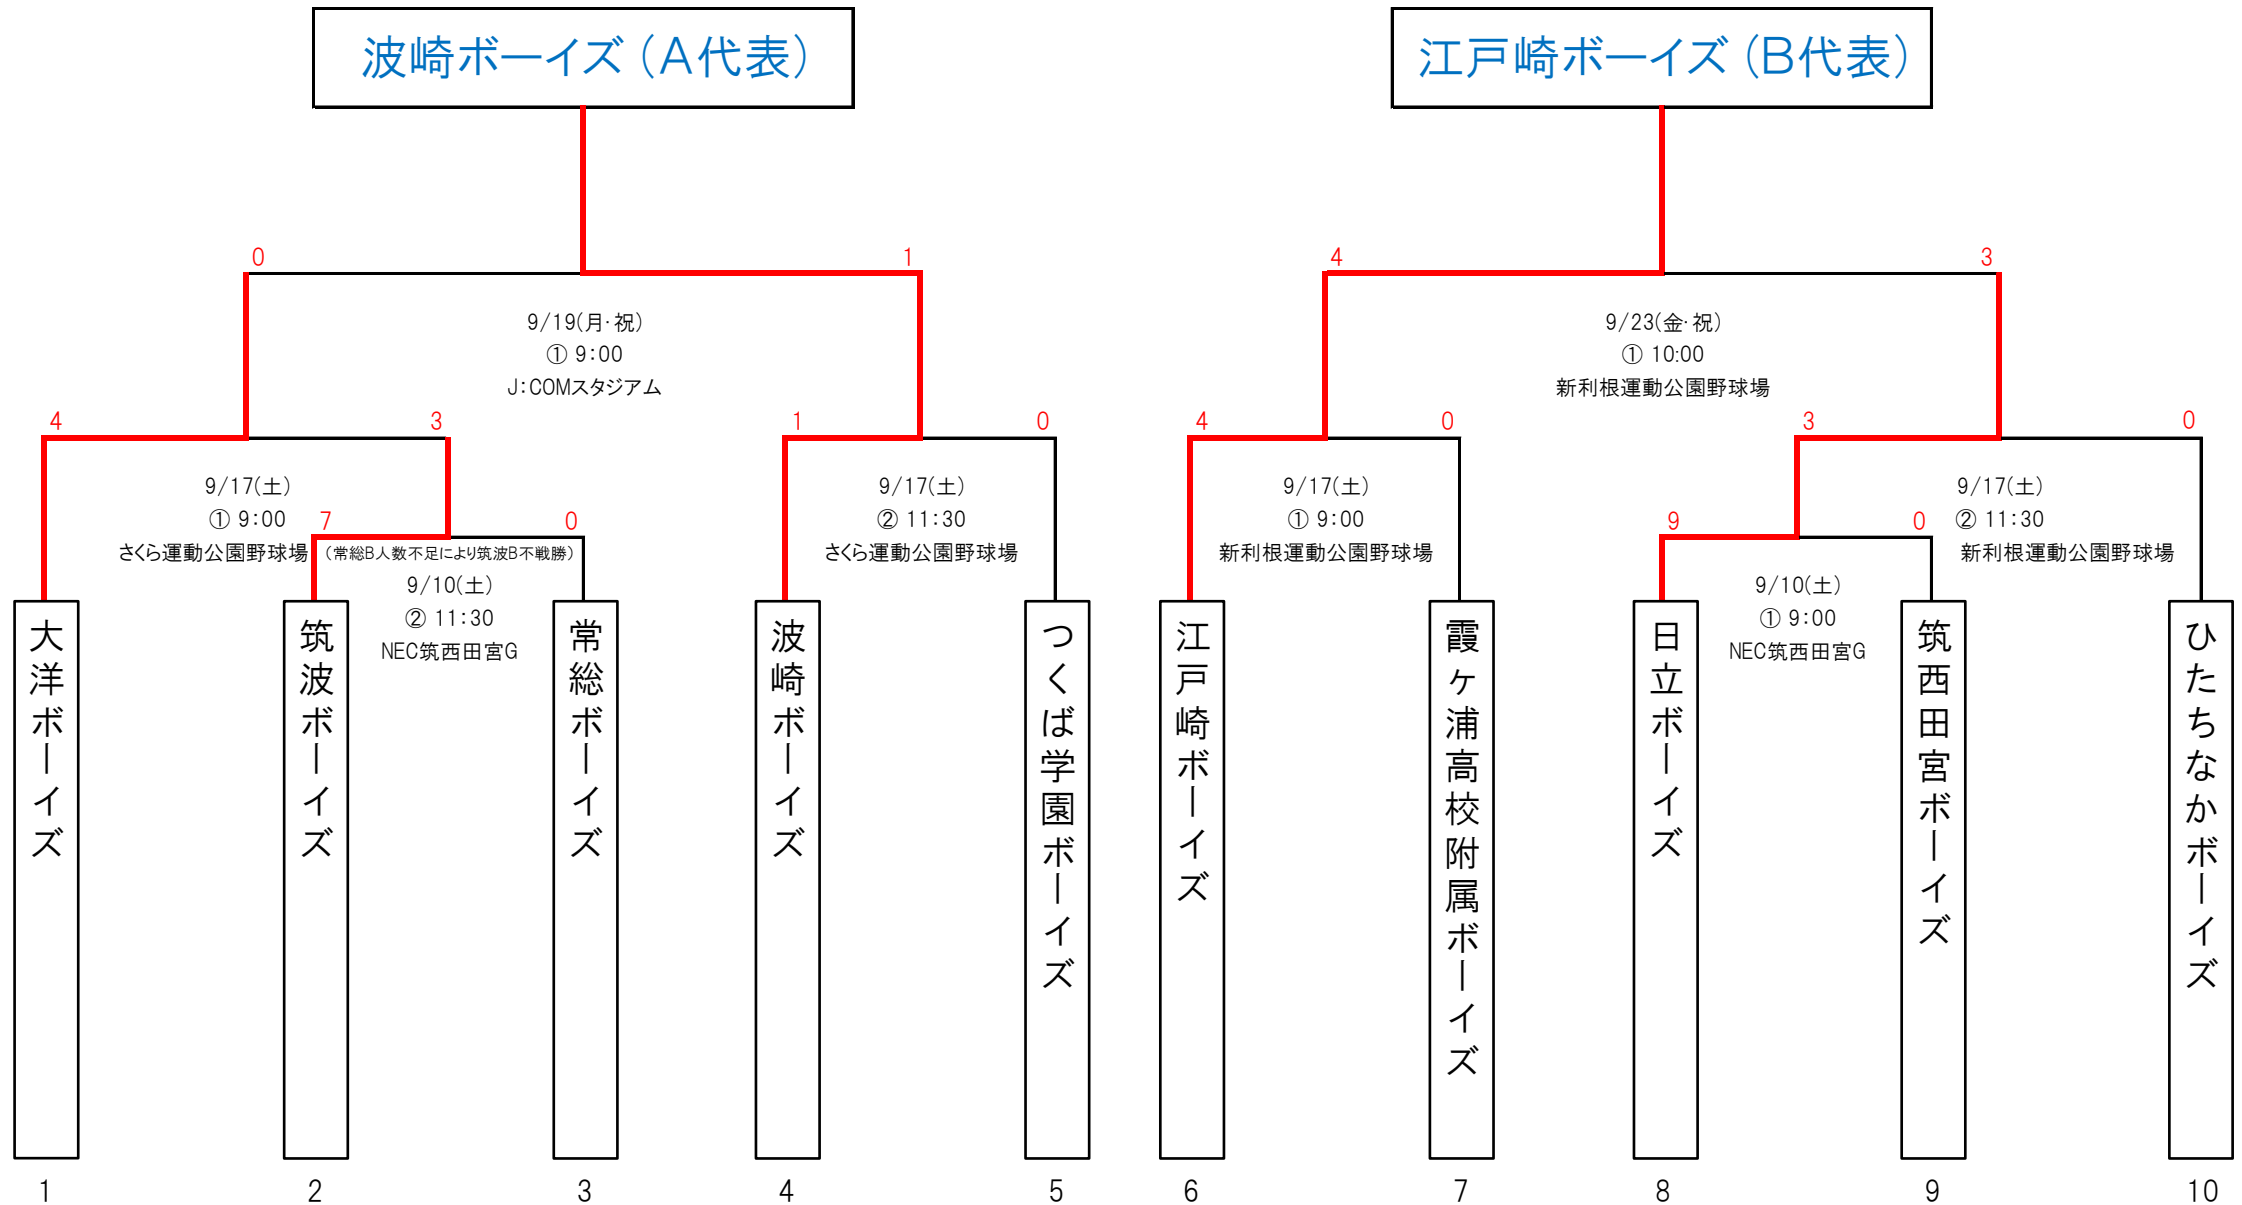 波崎ボーイズ（A代表）
江戸崎ボーイズ（B代表）
0
1
4
3
9/19(月･祝)
① 9：00
J：COMスタジアム
9/23(金･祝)
① 10:00
新利根運動公園野球場
4
3
1
0
4
0
3
0
9/17(土)
① 9：00
さくら運動公園野球場
7
0
（常総B人数不足により筑波B不戦勝）
9/10(土)
② 11：30
NEC筑西田宮G
9/17(土)
② 11：30
さくら運動公園野球場
9/17(土)
① 9：00
新利根運動公園野球場
9
0
9/10(土)
① 9：00
NEC筑西田宮G
9/17(土)
② 11：30
新利根運動公園野球場
大洋ボーイズ
筑波ボーイズ
常総ボーイズ
波崎ボーイズ
つくば学園ボーイズ
江戸崎ボーイズ
霞ヶ浦高校附属ボーイズ
日立ボーイズ
筑西田宮ボーイズ
ひたちなかボーイズ
1
2
3
4
5
6
7
8
9
10